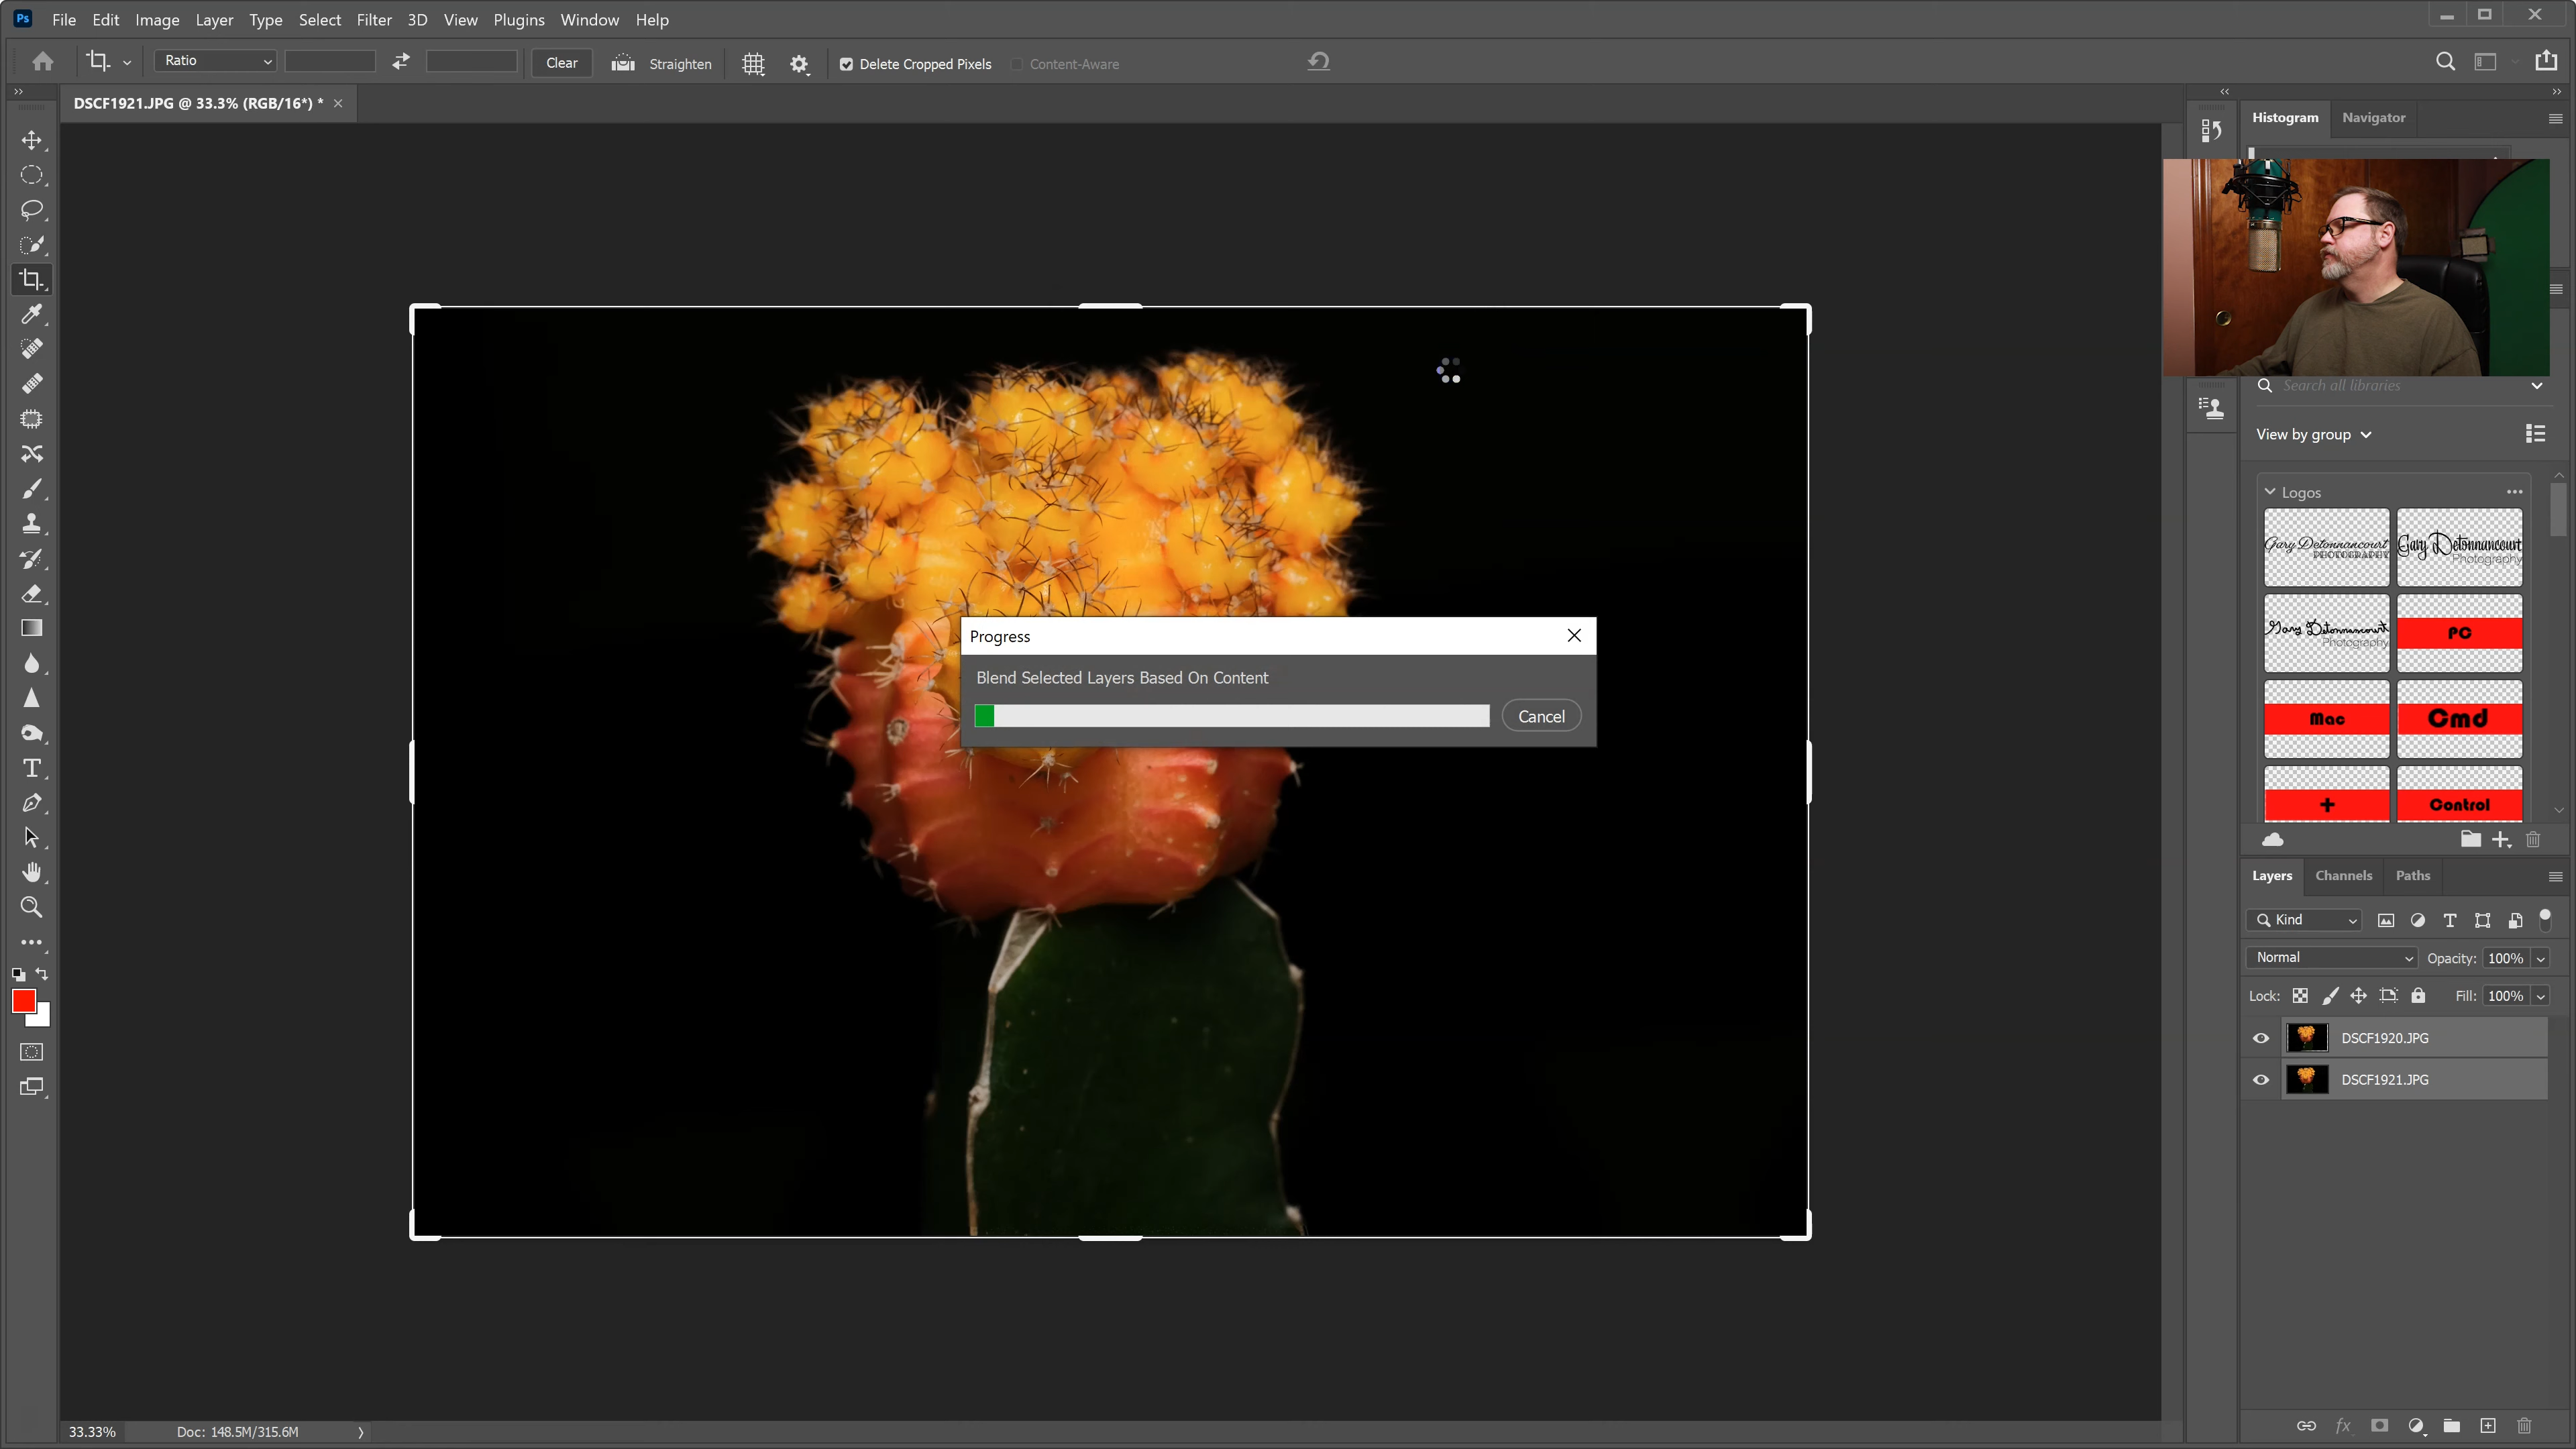 Ps File Edit Image Layer Type Select Filter 3D View Plugins Window Help
Ratio Clear Straighten Delete Cropped Pixels Content-Aware
DSCF1921.JPG @ 33.3% (RGB/16*) *
Histogram Navigator
Search all libraries
View by group
Logos
Gary Detonnancourt
PHOTOGRAPHY
Gary Detonnancourt
Photography
Gary Detonnancourt
Photography
PC
Mac
Cmd
+
Control
Progress
Blend Selected Layers Based On Content
Cancel
Layers Channels Paths
Kind
Normal Opacity: 100%
Lock: Fill: 100%
DSCF1920.JPG
DSCF1921.JPG
33.33% Doc: 148.5M/315.6M
fx